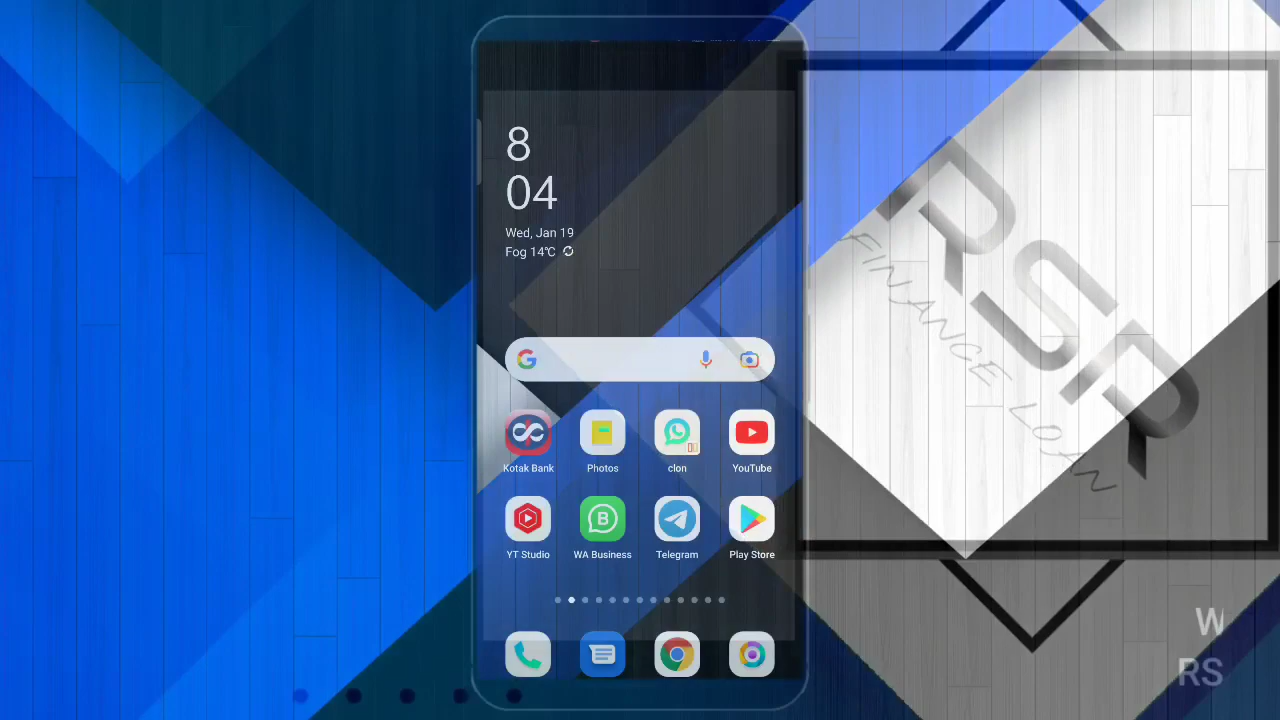 8
04
Wed, Jan 19
Fog 14℃
Kotak Bank
Photos
clon
YouTube
B
YT Studio
WA Business
Telegram
Play Store
RSR
FINANCE LOAN
W
RS